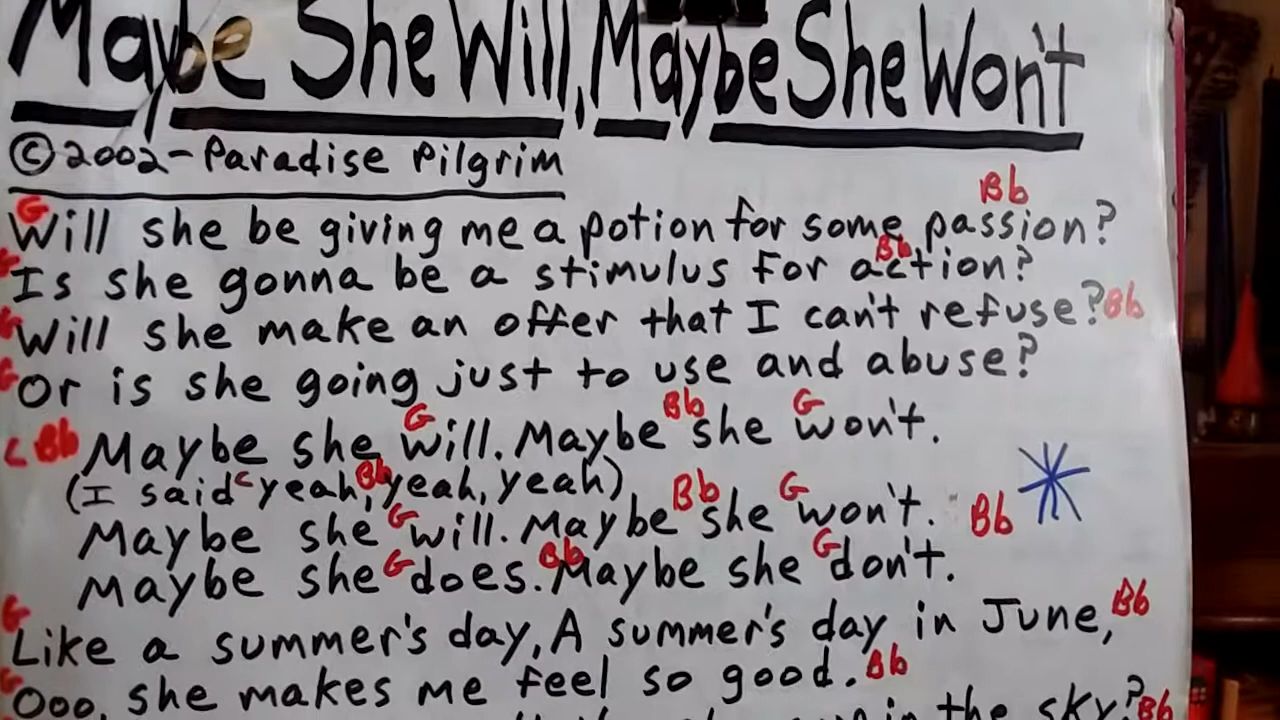 Maybe She Will, Maybe She Won't
©2002-Paradise Pilgrim
Bb
G
Will she be giving me a potion for some passion?
G Bb
Is she gonna be a stimulus for action?
G Will she make an offer that I can't refuse? Bb
G Or is she going just to use and abuse?
G Bb G
C Bb Maybe she will. Maybe she won't.
(I said C yeah, Bb yeah, yeah)
G Bb G
Maybe she will. Maybe she won't. Bb
G Bb G
Maybe she does. Maybe she don't.
G Bb
Like a summer's day, A summer's day in June,
G Ooo, she makes me feel so good. Bb
in the sky? Bb